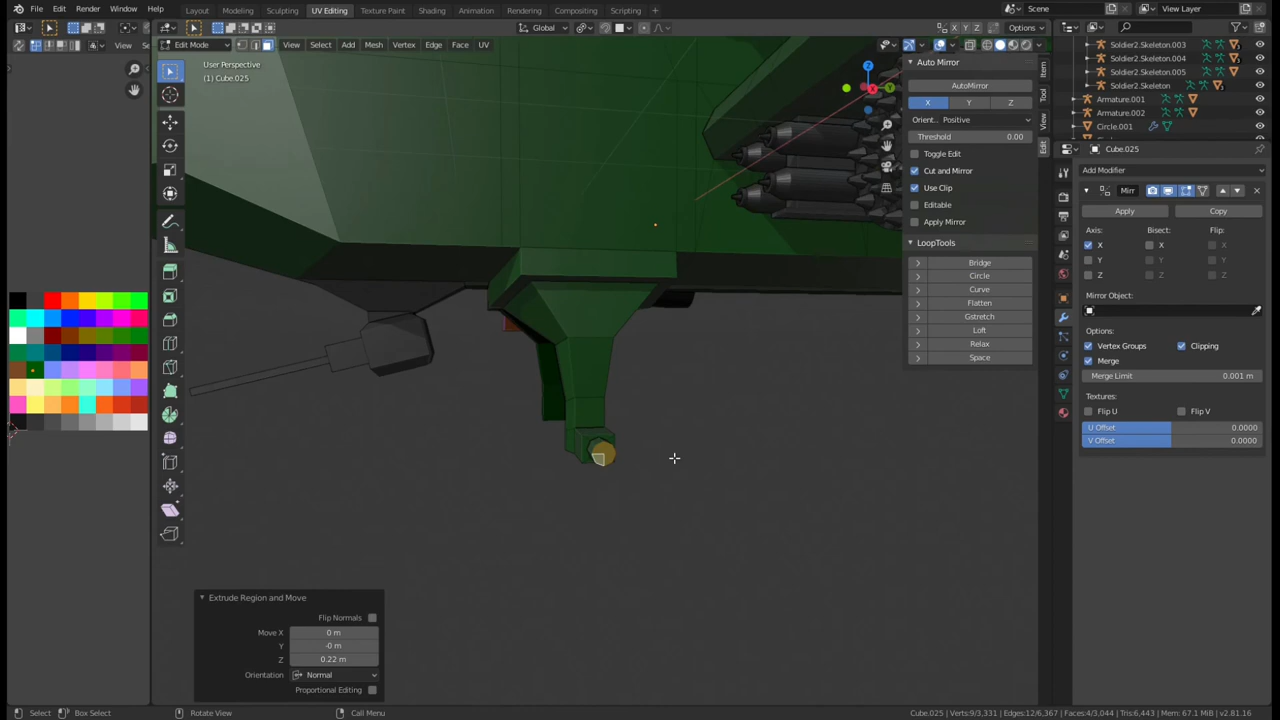 File Edit Render Window Help
Layout Modeling Sculpting UV Editing Texture Paint Shading Animation Rendering Compositing Scripting +
Scene View Layer
View Edit Mode View Select Add Mesh Vertex Edge Face UV Global Options
User Perspective
(1) Cube.025
Z
X
Y
Auto Mirror
AutoMirror
X Y Z
Orient.. Positive
Threshold 0.00
Toggle Edit
Cut and Mirror
Use Clip
Editable
Apply Mirror
LoopTools
Bridge
Circle
Curve
Flatten
Gstretch
Loft
Relax
Space
Item
Tool
View
Edit
Soldier2.Skeleton.003
Soldier2.Skeleton.004
Soldier2.Skeleton.005
Soldier2.Skeleton
Armature.001
Armature.002
Circle.001
Cube.025
Add Modifier
Mirr
Apply Copy
Axis: Bisect: Flip:
X X X
Y Y Y
Z Z Z
Mirror Object:
Options:
Vertex Groups Clipping
Merge
Merge Limit 0.001 m
Textures:
Flip U Flip V
U Offset 0.0000
V Offset 0.0000
Extrude Region and Move
Flip Normals
Move X 0 m
Y -0 m
Z 0.22 m
Orientation Normal
Proportional Editing
Select Box Select Rotate View Call Menu
Cube.025 | Verts:9/3,331 | Edges:12/6,367 | Faces:4/3,044 | Tris:6,443 | Mem: 67.1 MiB | v2.81.16